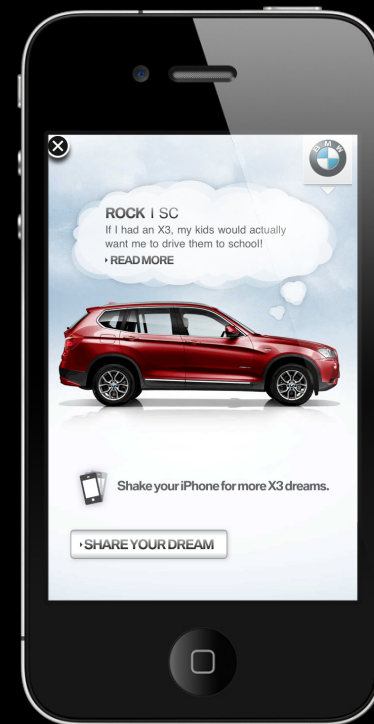 BMW
ROCK | SC
If I had an X3, my kids would actually
want me to drive them to school!
READ MORE
Shake your iPhone for more X3 dreams.
SHARE YOUR DREAM